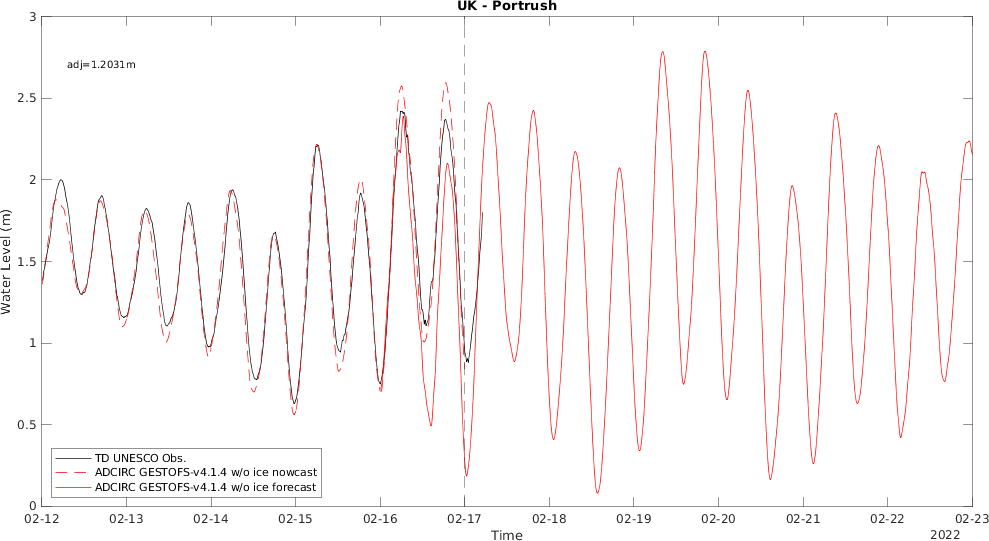 UK - Portrush
3
adj=1.2031m
2.5
2
1.5
1
0.5
0
Water Level (m)
TD UNESCO Obs.
ADCIRC GESTOFS-v4.1.4 w/o ice nowcast
ADCIRC GESTOFS-v4.1.4 w/o ice forecast
02-12 02-13 02-14 02-15 02-16 02-17 02-18 02-19 02-20 02-21 02-22 02-23
Time
2022